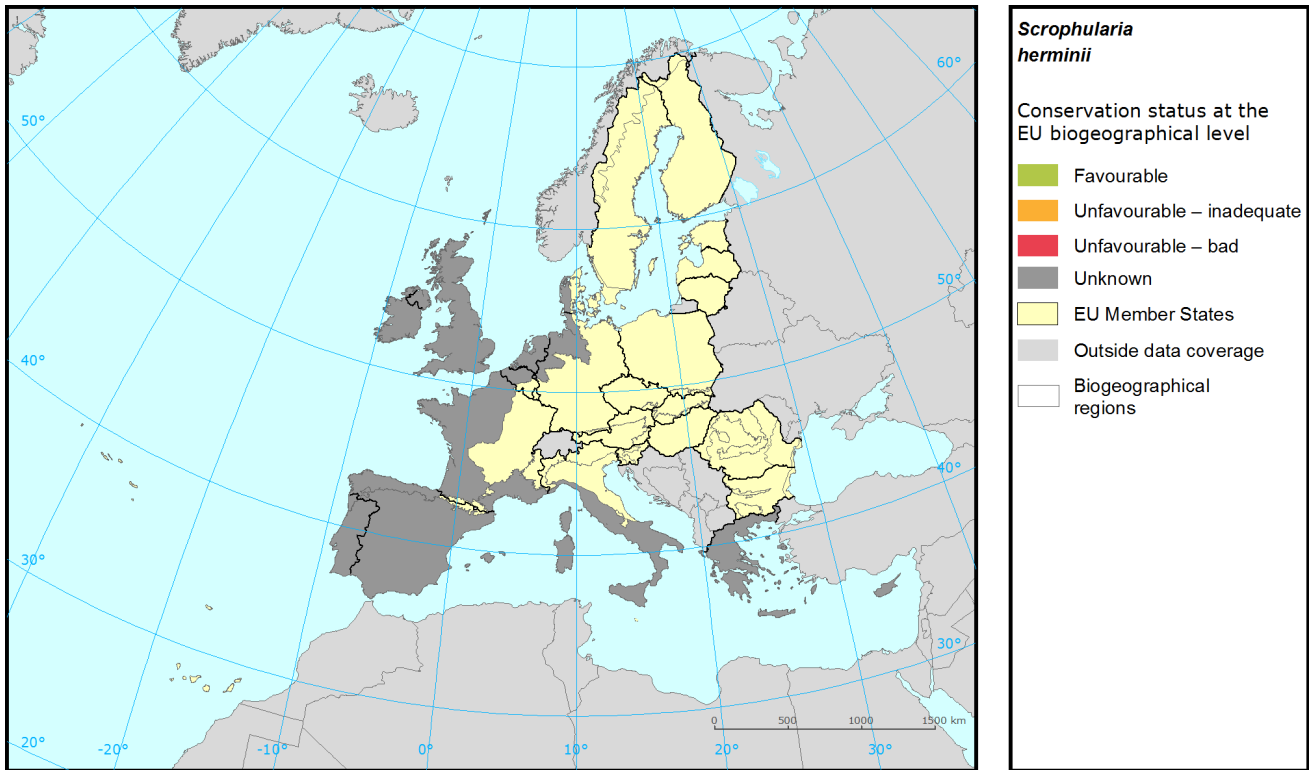 60°
50°
50°
40°
40°
30°
30°
20°
-20°
-10°
0°
10°
20°
30°
0
500
1000
1500 km
Scrophularia
herminii
Conservation status at the
EU biogeographical level
Favourable
Unfavourable – inadequate
Unfavourable – bad
Unknown
EU Member States
Outside data coverage
Biogeographical
regions